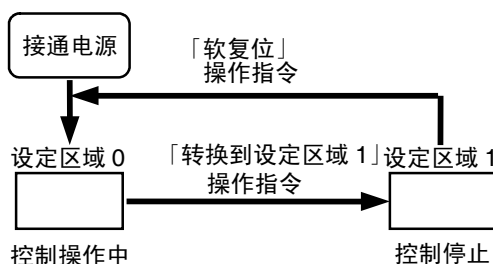 接通电源
「软复位」
操作指令
设定区域 0
「转换到设定区域 1」
操作指令
设定区域 1
控制操作中
控制停止